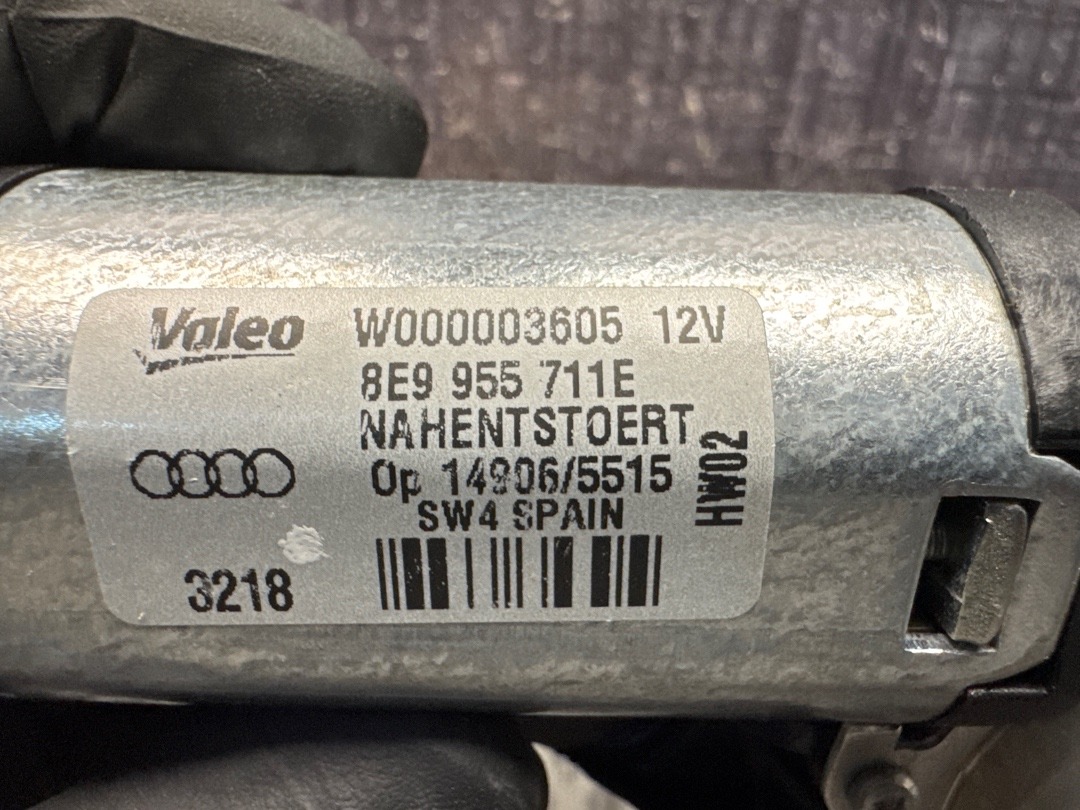 Valeo W000003605 12V
8E9 955 711E
NAHENTSTOERT
Op 14906/5515
SW4 SPAIN
HW02
3218